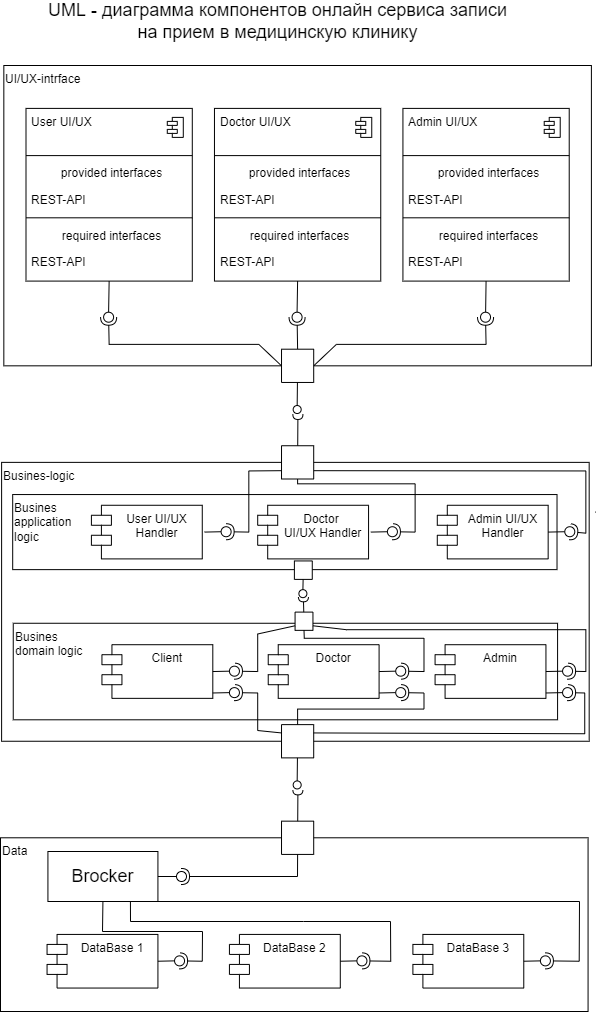 UML - диаграмма компонентов онлайн сервиса записи
на прием в медицинскую клинику
UI/UX-intrface
User UI/UX
Doctor UI/UX
Admin UI/UX
provided interfaces
provided interfaces
provided interfaces
REST-API
REST-API
REST-API
required interfaces
required interfaces
required interfaces
REST-API
REST-API
REST-API
Busines-logic
Busines
application
logic
User UI/UX
Handler
Doctor
UI/UX Handler
Admin UI/UX
Handler
Busines
domain logic
Client
Doctor
Admin
Data
Brocker
DataBase 1
DataBase 2
DataBase 3